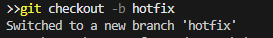 >>git checkout -b hotfix
Switched to a new branch 'hotfix'